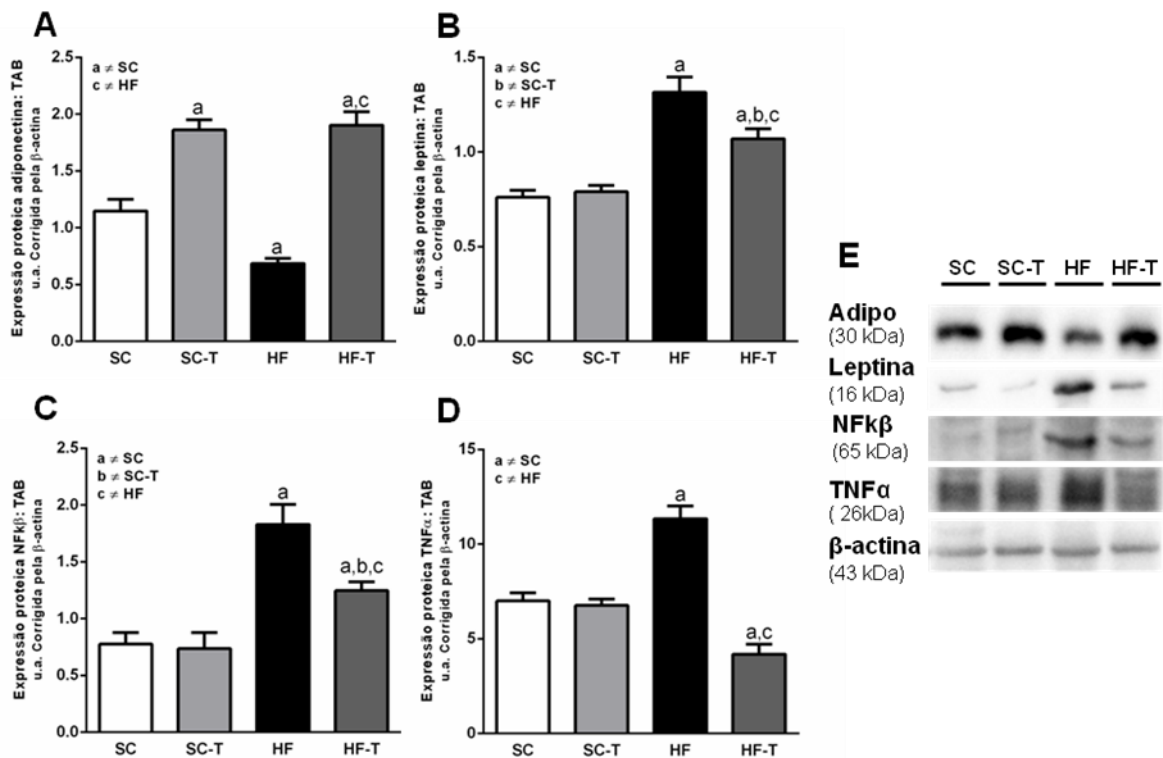 A
Expressão proteica adiponectina: TAB
u.a. Corrigida pela β-actina
2.5
2.0
1.5
1.0
0.5
0.0
a ≠ SC
c ≠ HF
a
a
a,c
SC
SC-T
HF
HF-T
B
Expressão proteica leptina: TAB
u.a. Corrigida pela β-actina
1.5
1.0
0.5
0.0
a ≠ SC
b ≠ SC-T
c ≠ HF
a
a,b,c
SC
SC-T
HF
HF-T
C
Expressão proteica NFkβ: TAB
u.a. Corrigida pela β-actina
2.5
2.0
1.5
1.0
0.5
0.0
a ≠ SC
b ≠ SC-T
c ≠ HF
a
a,b,c
SC
SC-T
HF
HF-T
D
Expressão proteica TNFα: TAB
u.a. Corrigida pela β-actina
15
10
5
0
a ≠ SC
c ≠ HF
a
a,c
SC
SC-T
HF
HF-T
E
SC SC-T HF HF-T
Adipo
(30 kDa)
Leptina
(16 kDa)
NFkβ
(65 kDa)
TNFα
( 26kDa)
β-actina
(43 kDa)